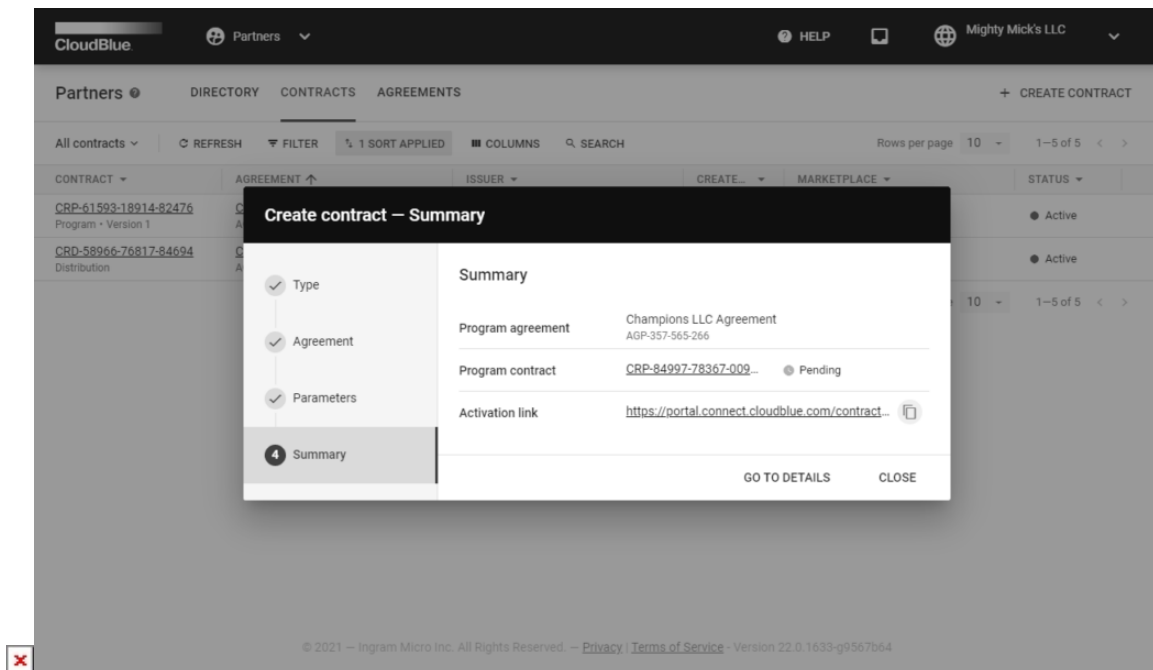 CloudBlue
Partners
HELP
Mighty Mick's LLC
Partners
DIRECTORY CONTRACTS AGREEMENTS
+ CREATE CONTRACT
All contracts
REFRESH
FILTER
1 SORT APPLIED
COLUMNS
SEARCH
Rows per page 10
1–5 of 5
CONTRACT
AGREEMENT
ISSUER
CREATE...
MARKETPLACE
STATUS
CRP-61593-18914-82476
Program • Version 1
Active
CRD-58966-76817-84694
Distribution
Active
10
1–5 of 5
Create contract — Summary
Type
Agreement
Parameters
4 Summary
Summary
Program agreement
Champions LLC Agreement
AGP-357-565-266
Program contract
CRP-84997-78367-009...
Pending
Activation link
https://portal.connect.cloudblue.com/contract...
GO TO DETAILS
CLOSE
© 2021 — Ingram Micro Inc. All Rights Reserved. — Privacy | Terms of Service - Version 22.0.1633-g9567b64